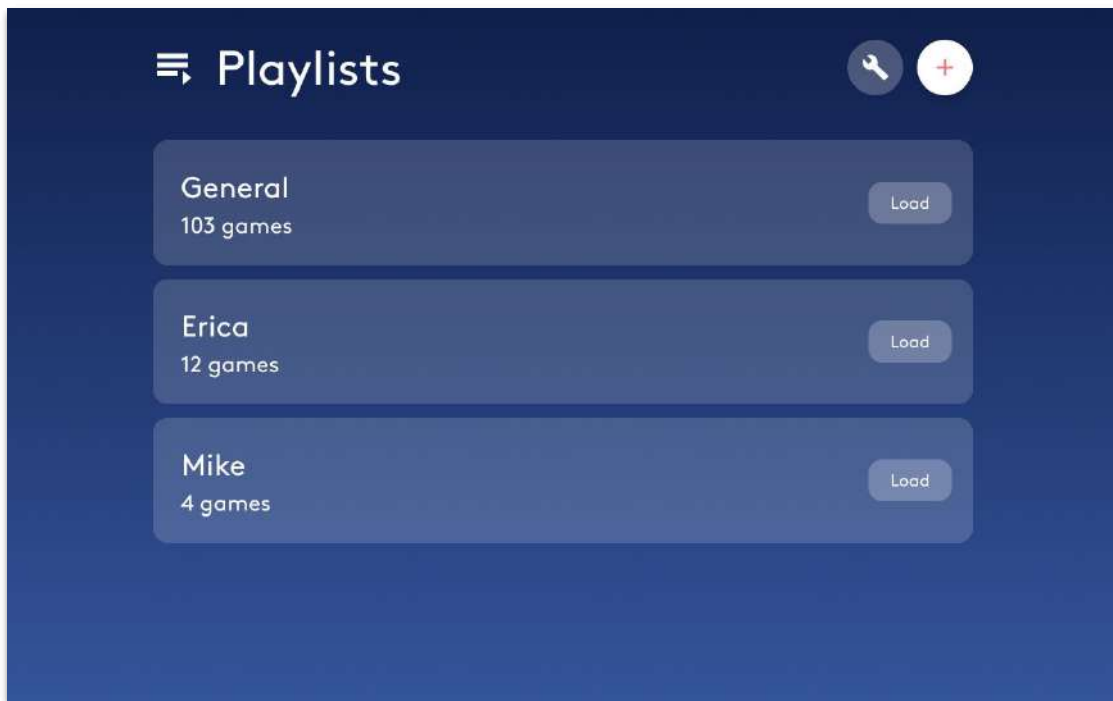 Playlists
General
103 games
Load
Erica
12 games
Load
Mike
4 games
Load